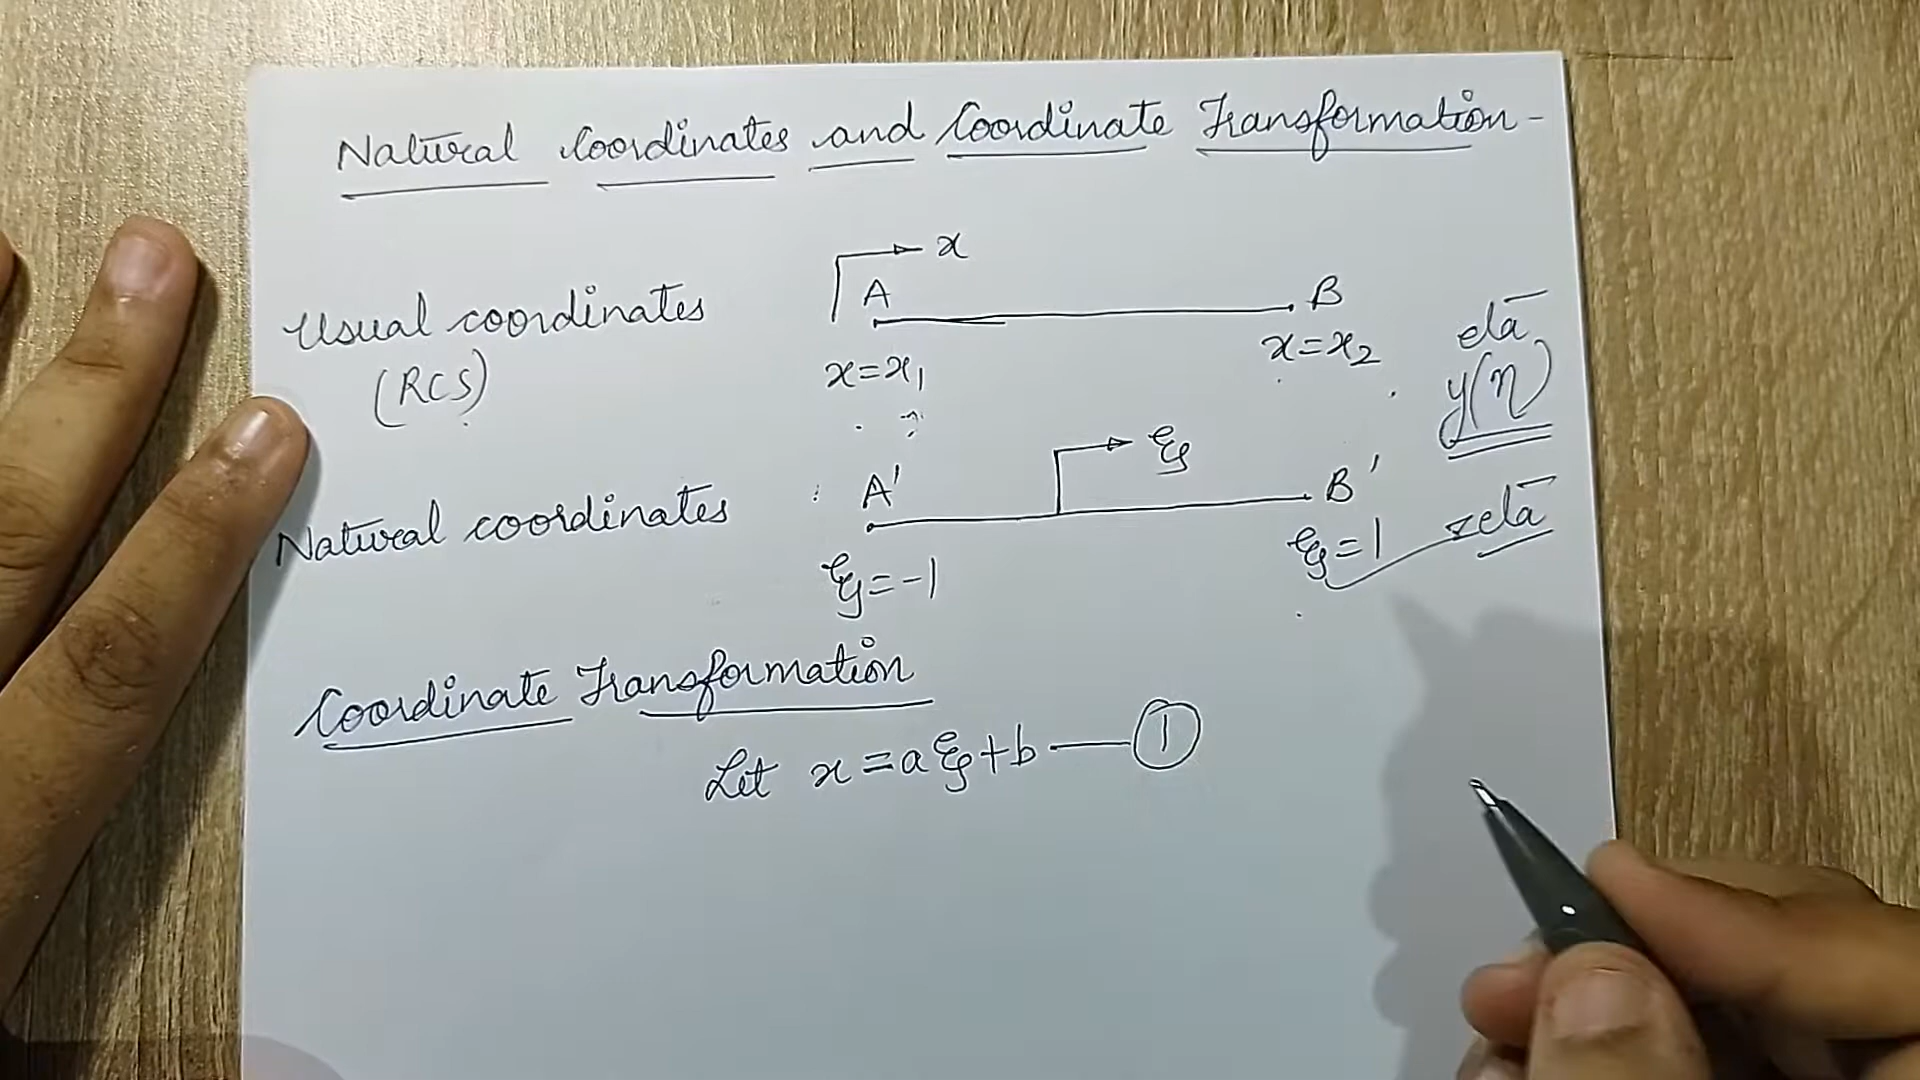 Natural Coordinates and Coordinate Transformation-
x
Usual coordinates
(RCS)
A
B
x=x₁
x=x₂
eta
y(η)
ξ
Natural coordinates
A'
B'
ξ=-1
ξ=1
zeta
Coordinate Transformation
Let x=aξ+b — ①